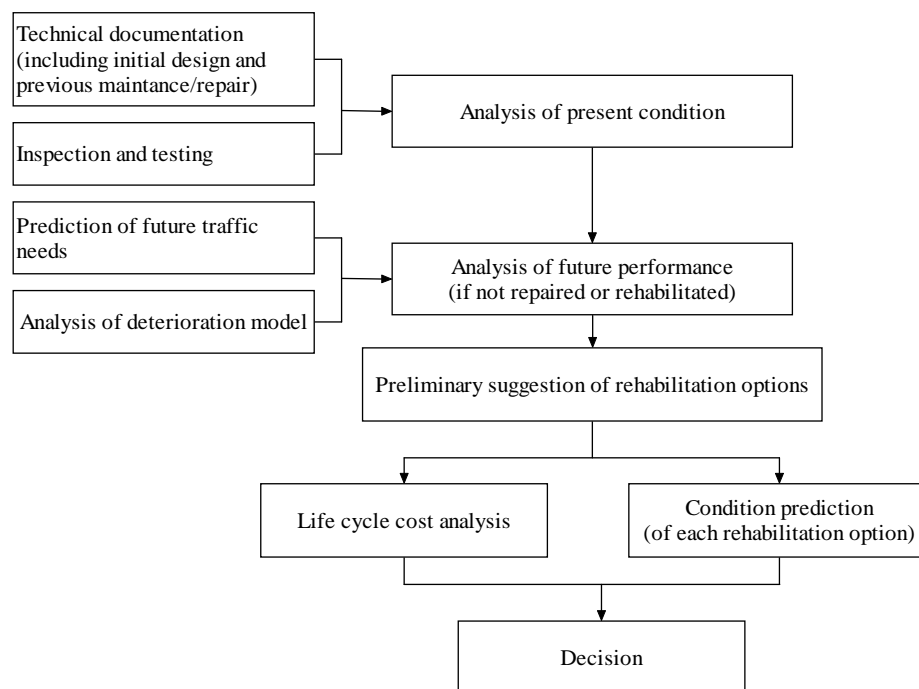 Technical documentation
(including initial design and
previous maintance/repair)
Analysis of present condition
Inspection and testing
Prediction of future traffic
needs
Analysis of future performance
(if not repaired or rehabilitated)
Analysis of deterioration model
Preliminary suggestion of rehabilitation options
Life cycle cost analysis
Condition prediction
(of each rehabilitation option)
Decision